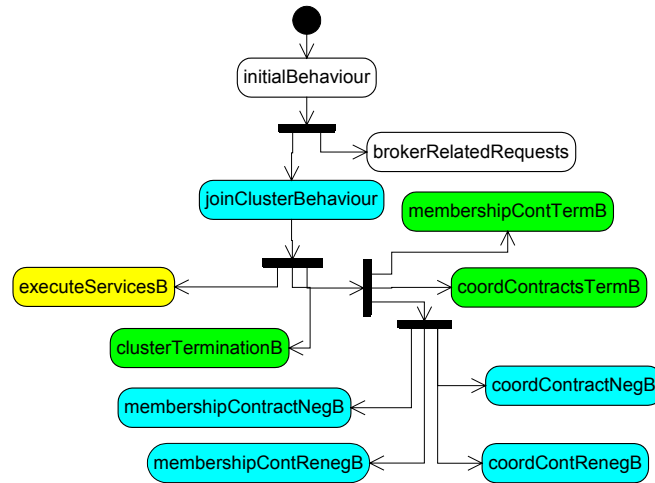 initialBehaviour
brokerRelatedRequests
joinClusterBehaviour
membershipContTermB
executeServicesB
coordContractsTermB
clusterTerminationB
coordContractNegB
membershipContractNegB
membershipContRenegB
coordContRenegB